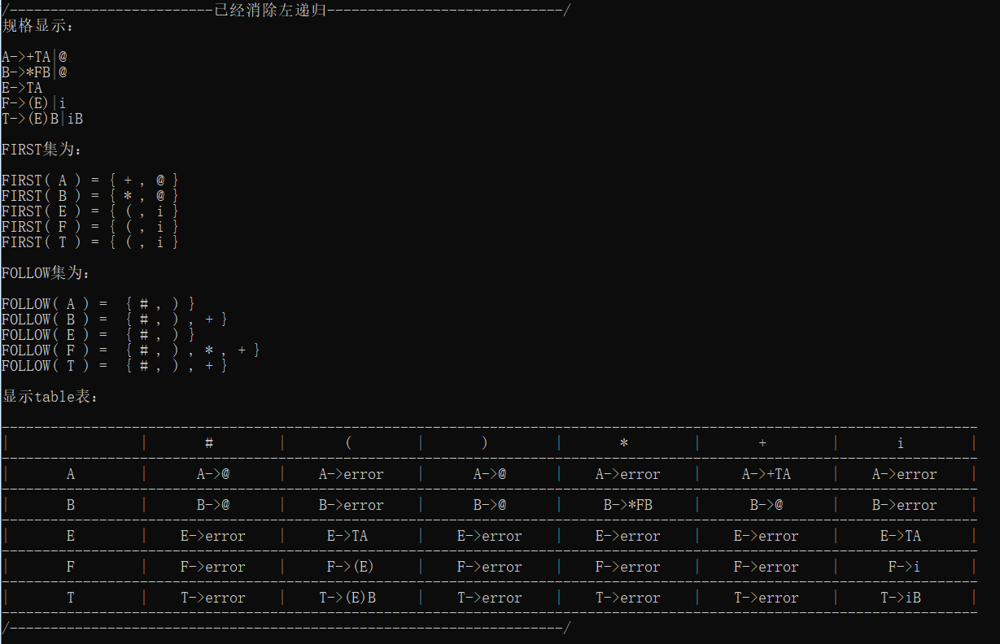 /-------------------------已经消除左递归-----------------------------/
规格显示：
A->+TA|@
B->*FB|@
E->TA
F->(E)|i
T->(E)B|iB
FIRST集为：
FIRST( A ) = { + , @ }
FIRST( B ) = { * , @ }
FIRST( E ) = { ( , i }
FIRST( F ) = { ( , i }
FIRST( T ) = { ( , i }
FOLLOW集为：
FOLLOW( A ) =  { # , ) }
FOLLOW( B ) =  { # , ) , + }
FOLLOW( E ) =  { # , ) }
FOLLOW( F ) =  { # , ) , * , + }
FOLLOW( T ) =  { # , ) , + }
显示table表：
| | # | ( | ) | * | + | i |
| A | A->@ | A->error | A->@ | A->error | A->+TA | A->error |
| B | B->@ | B->error | B->@ | B->*FB | B->@ | B->error |
| E | E->error | E->TA | E->error | E->error | E->error | E->TA |
| F | F->error | F->(E) | F->error | F->error | F->error | F->i |
| T | T->error | T->(E)B | T->error | T->error | T->error | T->iB |
/--------------------------------------------------------------------/